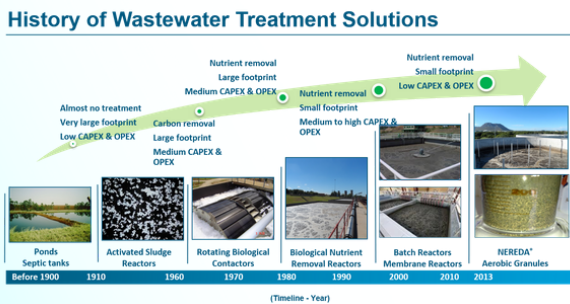 History of Wastewater Treatment Solutions
Nutrient removal
Small footprint
Low CAPEX & OPEX
Nutrient removal
Large footprint
Medium CAPEX & OPEX
Nutrient removal
Small footprint
Medium to high CAPEX &
OPEX
Almost no treatment
Very large footprint
Low CAPEX & OPEX
Carbon removal
Large footprint
Medium CAPEX &
OPEX
Ponds
Septic tanks
Activated Sludge
Reactors
Rotating Biological
Contactors
Biological Nutrient
Removal Reactors
Batch Reactors
Membrane Reactors
NEREDA®
Aerobic Granules
Before 1900 1910 1960 1970 1980 1990 2000 2010 2013
(Timeline - Year)